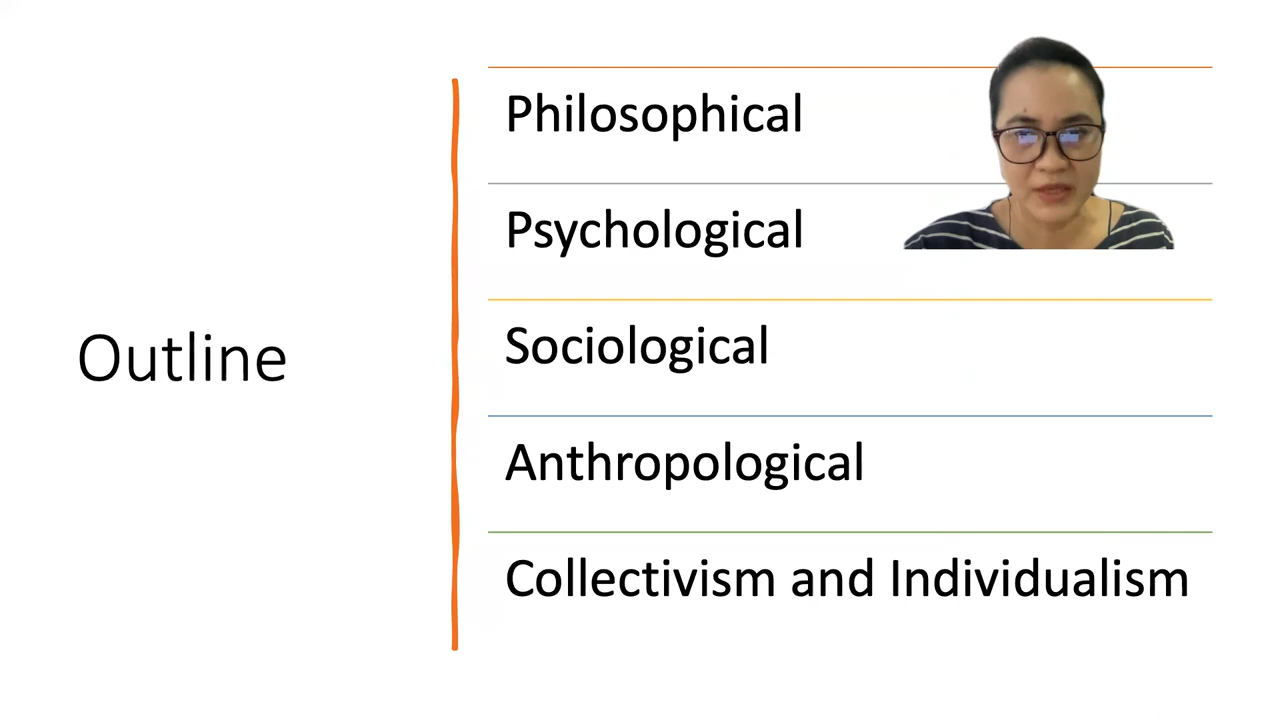 Outline
Philosophical
Psychological
Sociological
Anthropological
Collectivism and Individualism